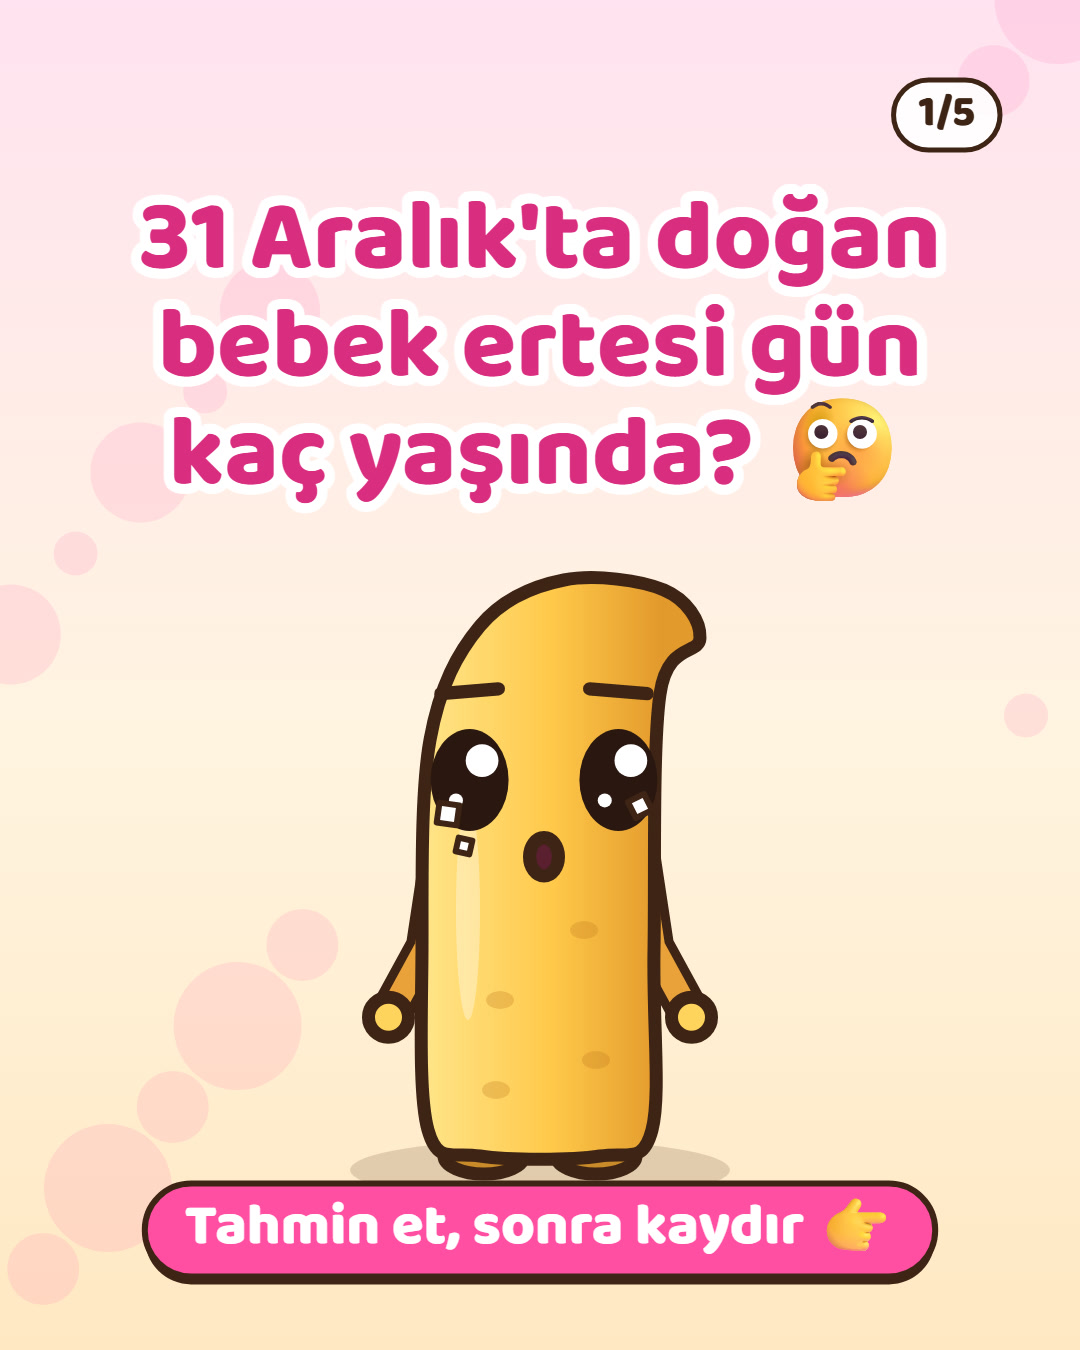 1/5
31 Aralık'ta doğan
bebek ertesi gün
kaç yaşında? 🤔
Tahmin et, sonra kaydır 👉